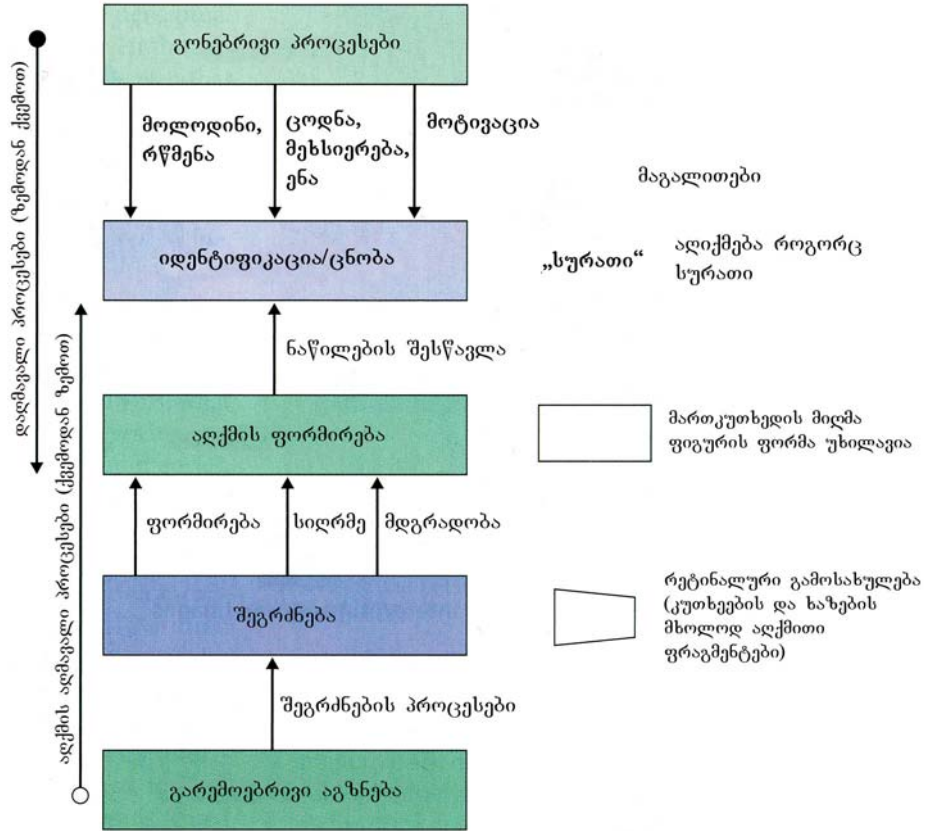 გონებრივი პროცესები
მოლოდინი,
რწმენა
ცოდნა,
მეხსიერება,
ენა
მოტივაცია
მაგალითები
იდენტიფიკაცია/ცნობა
„სურათი“
აღიქმება როგორც
სურათი
ნაწილების შესწავლა
აღქმის ფორმირება
მართკუთხედის მიღმა
ფიგურის ფორმა უხილავია
ფორმირება
სიღრმე
მდგრადობა
შეგრძნება
რეტინალური გამოსახულება
(კუთხეების და ხაზების
მხოლოდ აღქმითი
ფრაგმენტები)
შეგრძნების პროცესები
გარემოებრივი აგზნება
დაღმავალი პროცესები (ზემოდან ქვემოთ)
აღქმის აღმავალი პროცესები (ქვემოდან ზემოთ)